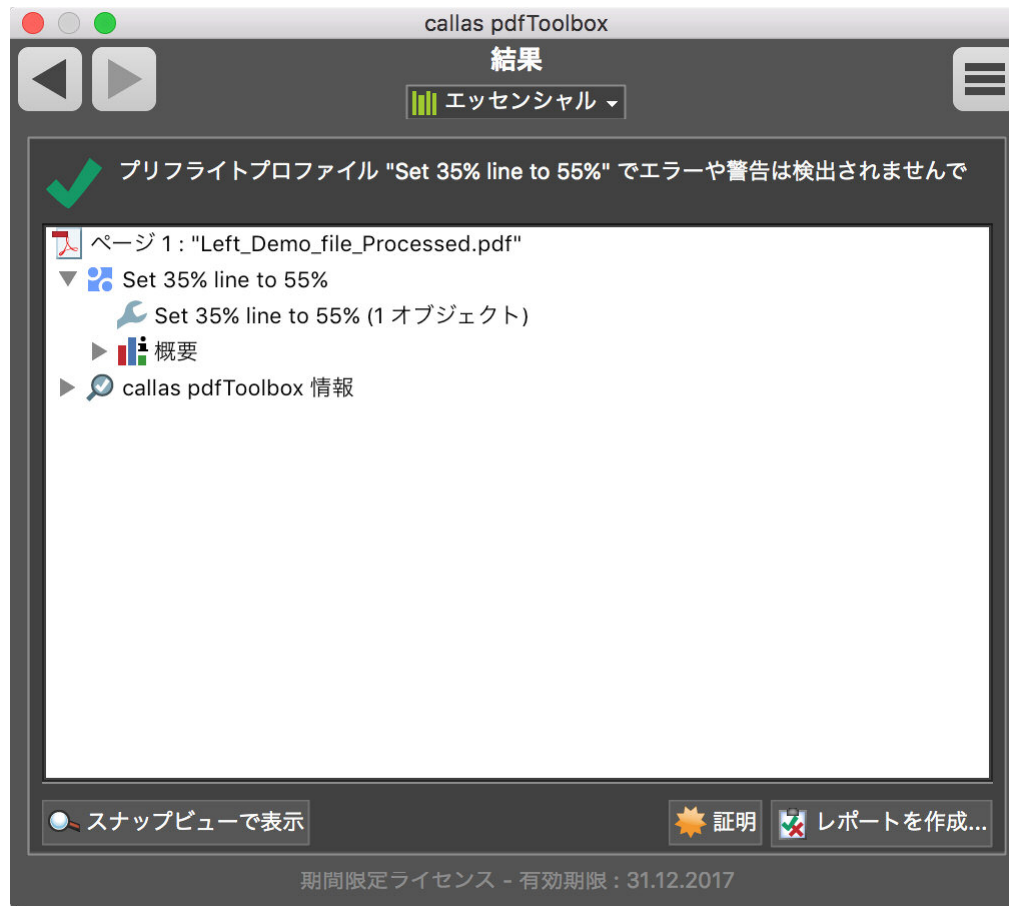 callas pdfToolbox
結果
エッセンシャル
プリフライトプロファイル "Set 35% line to 55%" でエラーや警告は検出されませんで
ページ 1 : "Left_Demo_file_Processed.pdf"
Set 35% line to 55%
Set 35% line to 55% (1 オブジェクト)
概要
callas pdfToolbox 情報
スナップビューで表示
証明
レポートを作成...
期間限定ライセンス - 有効期限 : 31.12.2017